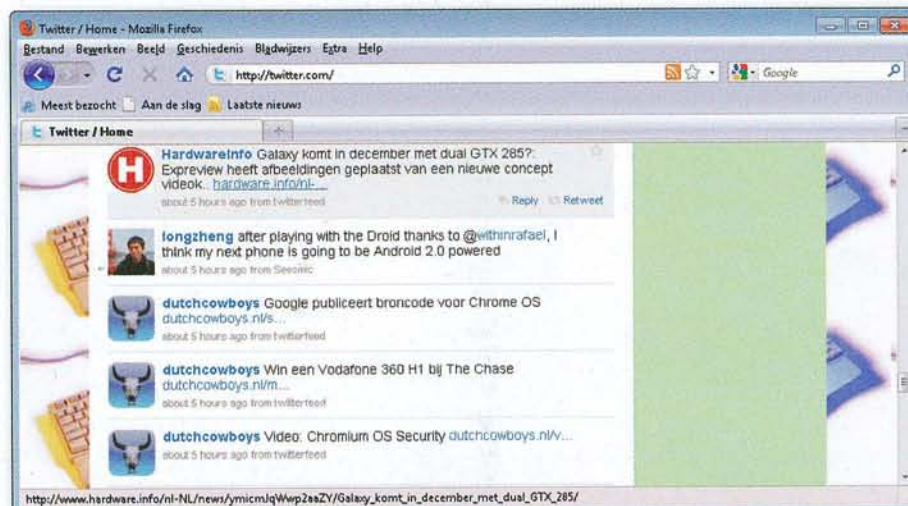 Twitter / Home - Mozilla Firefox
Bestand Bewerken Beeld Geschiedenis Bladwijzers Extra Help
http://twitter.com/
Google
Meest bezocht Aan de slag Laatste nieuws
Twitter / Home
H
HardwareInfo Galaxy komt in december met dual GTX 285?:
Expreview heeft afbeeldingen geplaatst van een nieuwe concept
videok.. hardware.info/nl-...
about 5 hours ago from twitterfeed
Reply Retweet
longzheng after playing with the Droid thanks to @withinrafael, I
think my next phone is going to be Android 2.0 powered
about 5 hours ago from Seesmic
dutchcowboys Google publiceert broncode voor Chrome OS
dutchcowboys.nl/s...
about 5 hours ago from twitterfeed
dutchcowboys Win een Vodafone 360 H1 bij The Chase
dutchcowboys.nl/m...
about 5 hours ago from twitterfeed
dutchcowboys Video: Chromium OS Security dutchcowboys.nl/v...
about 5 hours ago from twitterfeed
http://www.hardware.info/nl-NL/news/ymicmJqWwp2aaZY/Galaxy_komt_in_december_met_dual_GTX_285/